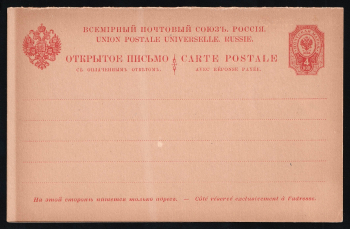 ВСЕМІРНЫЙ ПОЧТОВЫЙ СОЮЗЪ. РОССІЯ.
UNION POSTALE UNIVERSELLE. RUSSIE.
ОТКРЫТОЕ ПИСЬМО CARTE POSTALE
СЪ ОПЛАЧЕННЫМЪ ОТВѢТОМЪ. AVEC RÉPONSE PAYÉE.
4
На этой сторонѣ пишется только адресъ. — Côté réservé exclusivement à l'adresse.